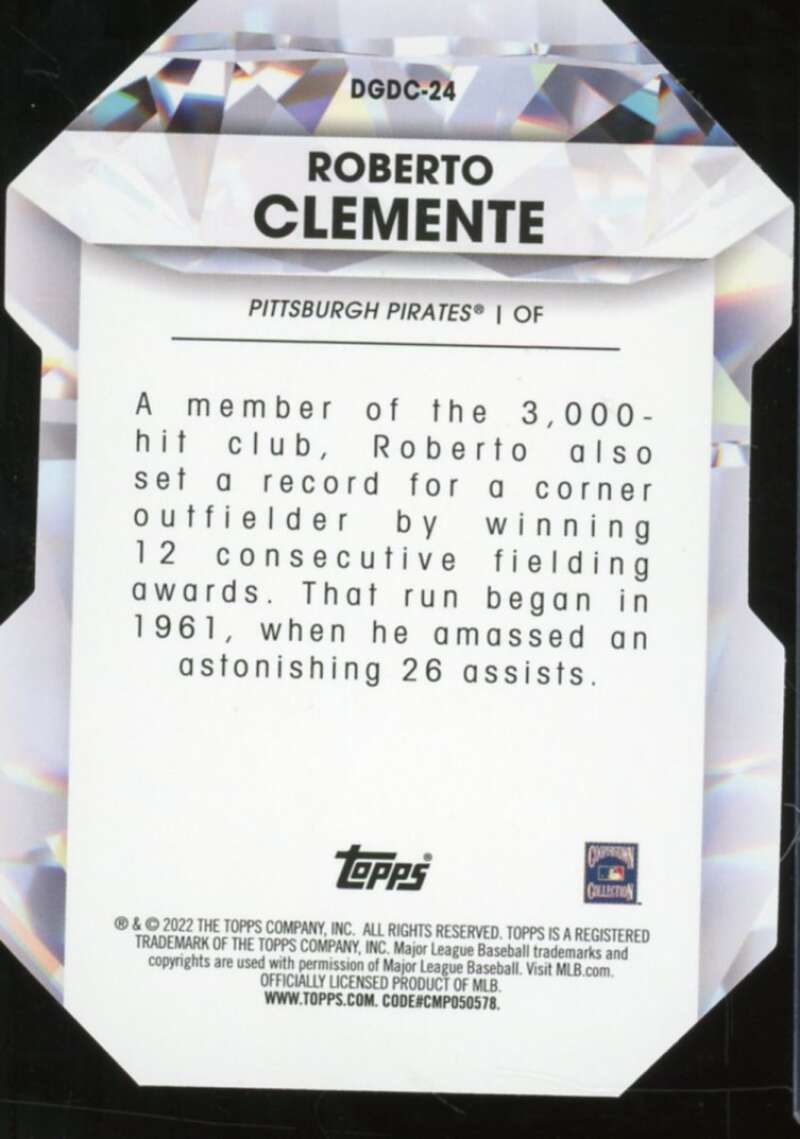 DGDC-24
ROBERTO
CLEMENTE
PITTSBURGH PIRATES® | OF
A member of the 3,000-
hit club, Roberto also
set a record for a corner
outfielder by winning
12 consecutive fielding
awards. That run began in
1961, when he amassed an
astonishing 26 assists.
Topps®
COOPERSTOWN
COLLECTION™
® & © 2022 THE TOPPS COMPANY, INC. ALL RIGHTS RESERVED. TOPPS IS A REGISTERED
TRADEMARK OF THE TOPPS COMPANY, INC. Major League Baseball trademarks and
copyrights are used with permission of Major League Baseball. Visit MLB.com.
OFFICIALLY LICENSED PRODUCT OF MLB.
WWW.TOPPS.COM. CODE#CMP050578.